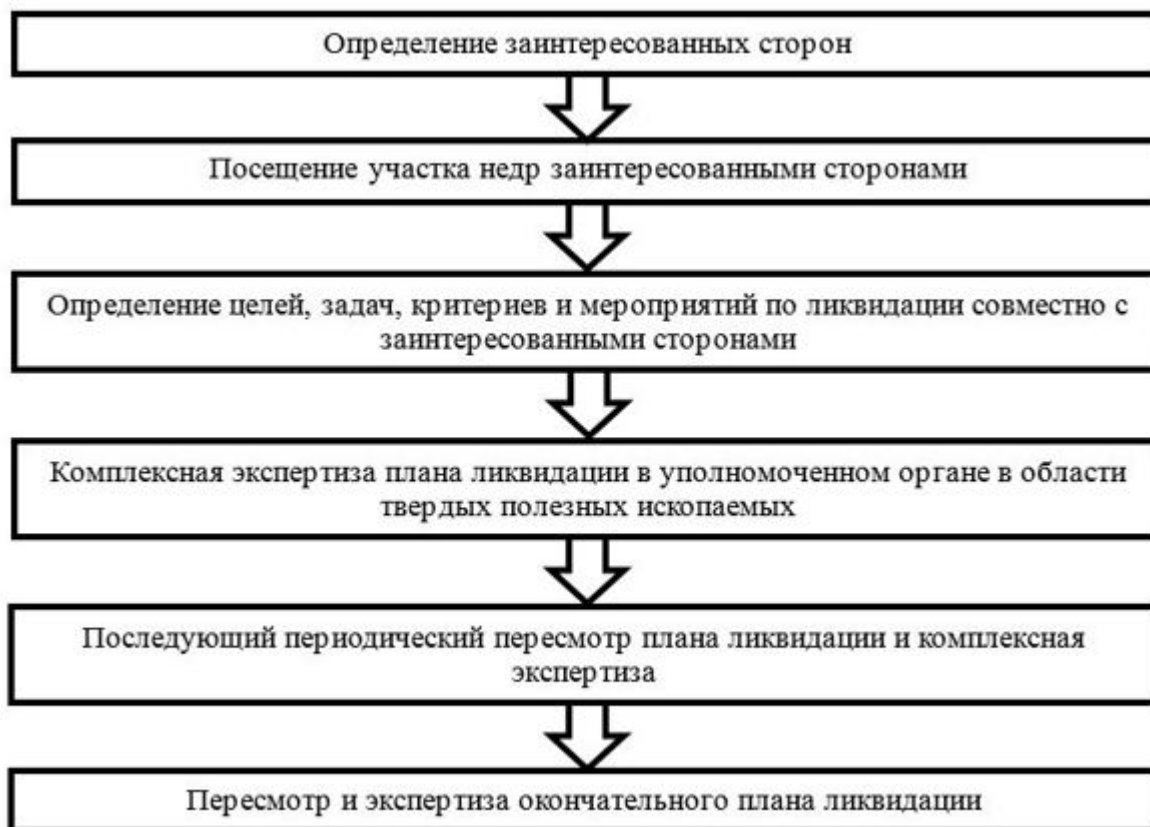 Определение заинтересованных сторон
Посещение участка недр заинтересованными сторонами
Определение целей, задач, критериев и мероприятий по ликвидации совместно с
заинтересованными сторонами
Комплексная экспертиза плана ликвидации в уполномоченном органе в области
твердых полезных ископаемых
Последующий периодический пересмотр плана ликвидации и комплексная
экспертиза
Пересмотр и экспертиза окончательного плана ликвидации